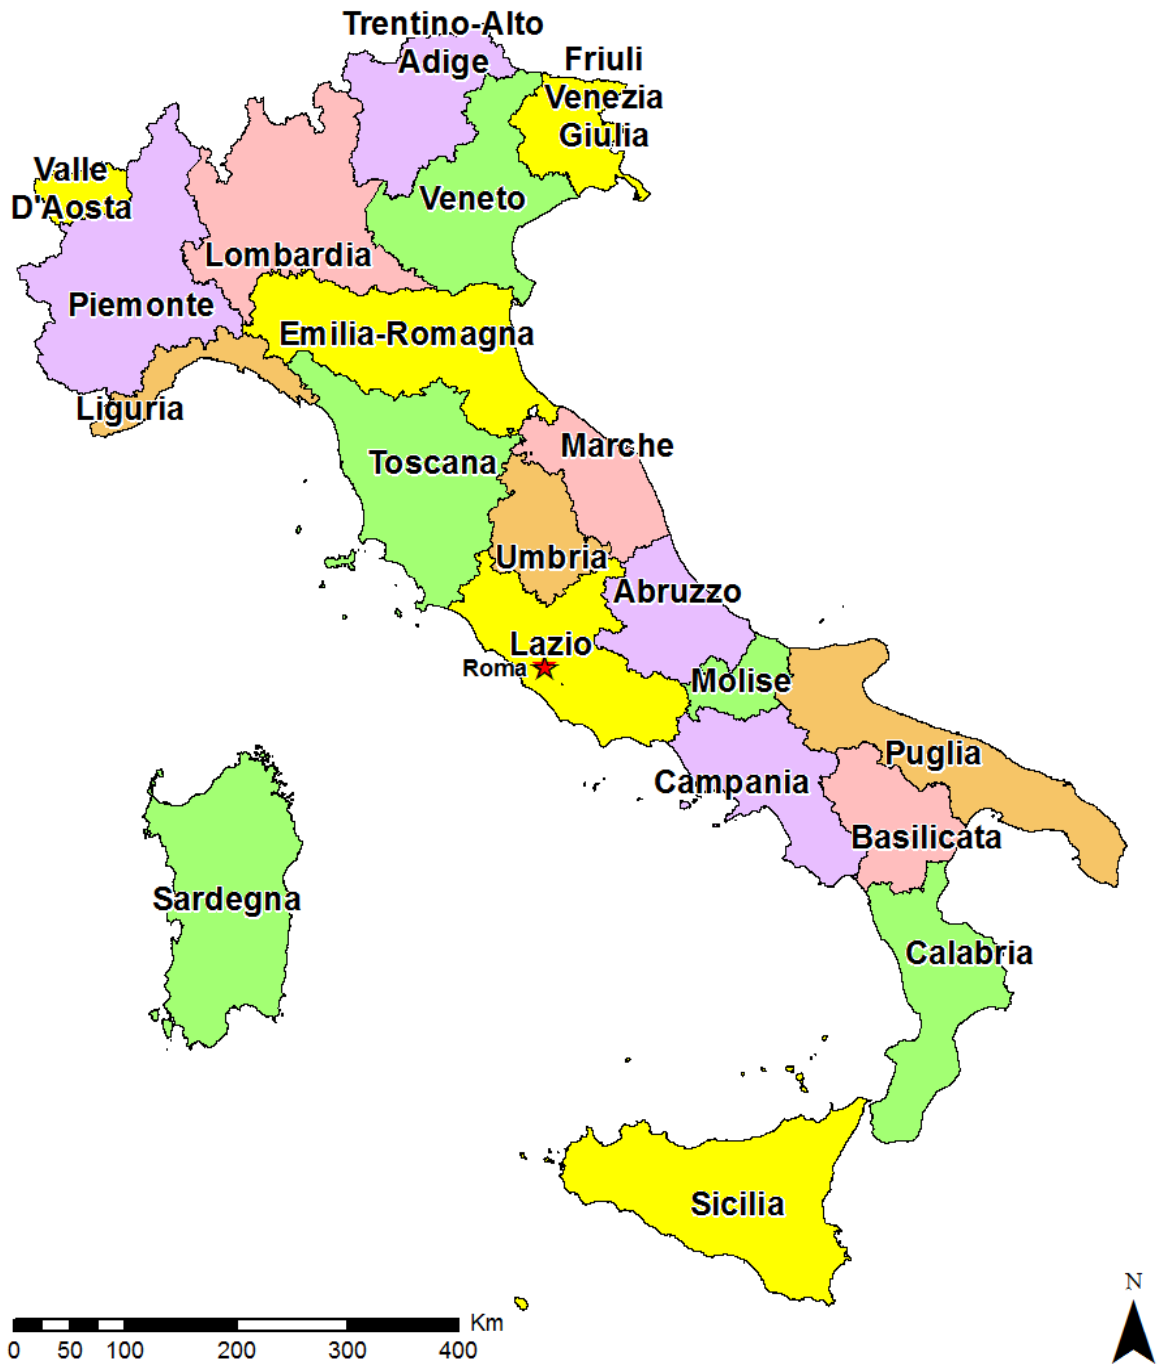 Trentino-Alto
Adige
Friuli
Venezia
Giulia
Valle
D'Aosta
Veneto
Lombardia
Piemonte
Emilia-Romagna
Liguria
Marche
Toscana
Umbria
Abruzzo
Lazio
Roma
Molise
Puglia
Campania
Basilicata
Sardegna
Calabria
Sicilia
N
Km
0 50 100 200 300 400